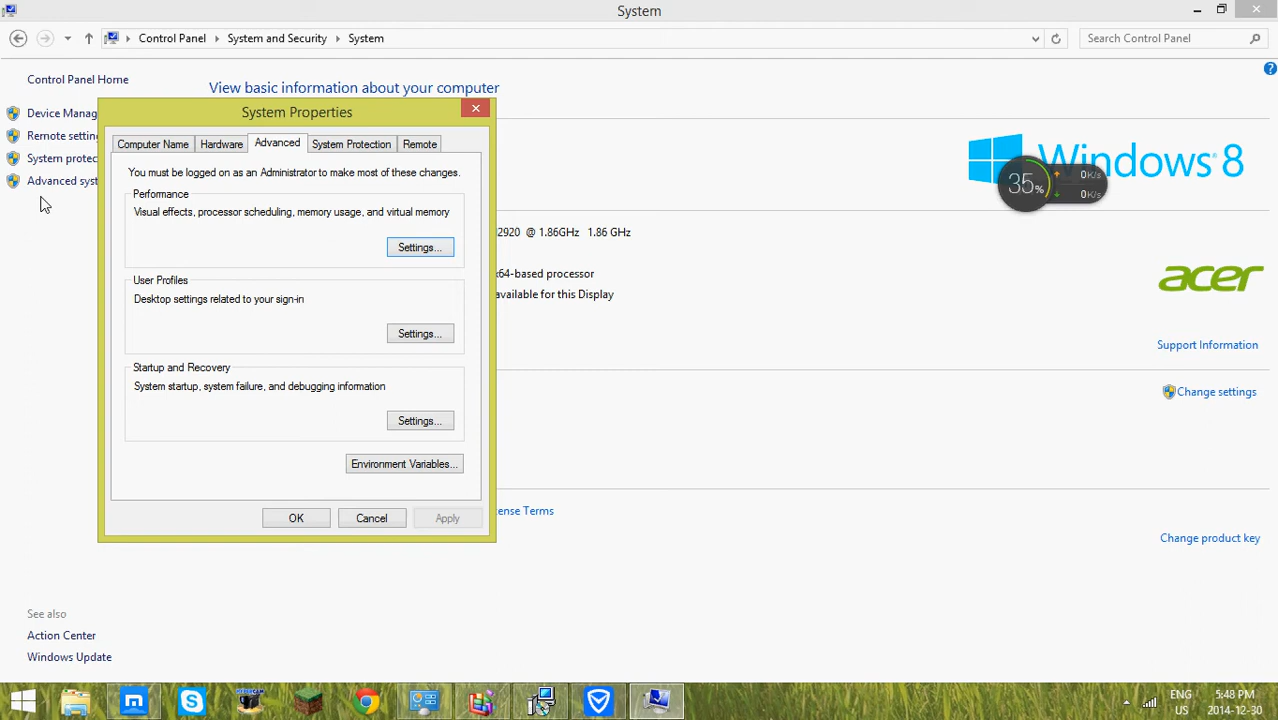 System
Control Panel
System and Security
System
Search Control Panel
Control Panel Home
View basic information about your computer
Device Manag
Remote settin
System protec
Advanced syst
System Properties
Computer Name
Hardware
Advanced
System Protection
Remote
You must be logged on as an Administrator to make most of these changes.
Performance
Visual effects, processor scheduling, memory usage, and virtual memory
Settings...
User Profiles
Desktop settings related to your sign-in
Settings...
Startup and Recovery
System startup, system failure, and debugging information
Settings...
Environment Variables...
OK
Cancel
Apply
Windows 8
35%
0K/s
0K/s
2920 @ 1.86GHz 1.86 GHz
x64-based processor
available for this Display
acer
Support Information
Change settings
ense Terms
Change product key
See also
Action Center
Windows Update
ENG
US
5:48 PM
2014-12-30